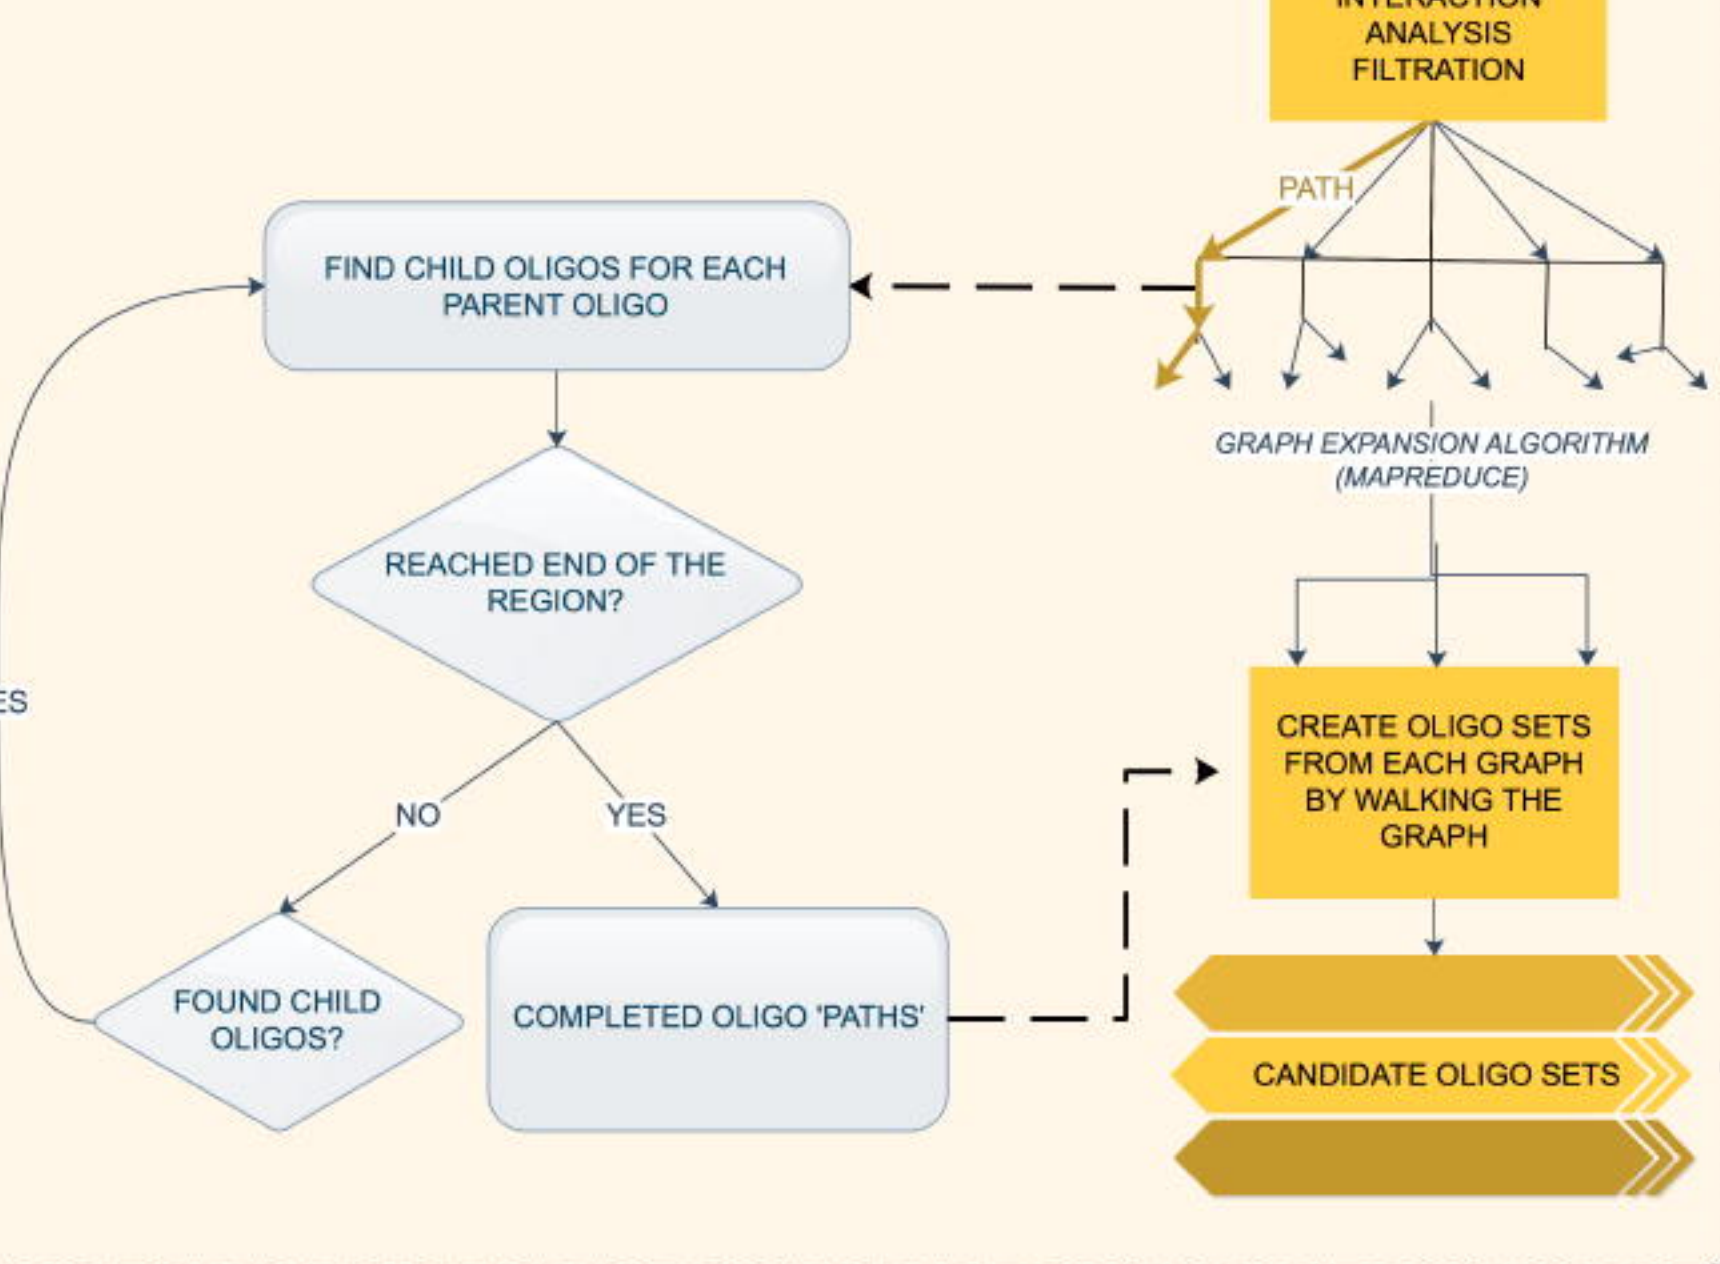 ANALYSIS
FILTRATION
PATH
FIND CHILD OLIGOS FOR EACH
PARENT OLIGO
GRAPH EXPANSION ALGORITHM
(MAPREDUCE)
REACHED END OF THE
REGION?
CREATE OLIGO SETS
FROM EACH GRAPH
BY WALKING THE
GRAPH
NO
YES
FOUND CHILD
OLIGOS?
COMPLETED OLIGO 'PATHS'
CANDIDATE OLIGO SETS